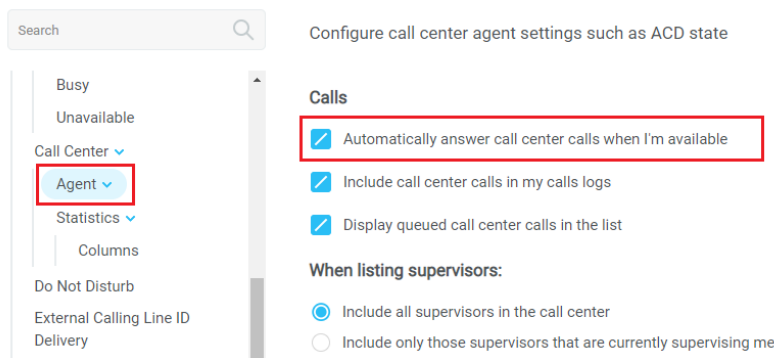 Search
Busy
Unavailable
Call Center
Agent
Statistics
Columns
Do Not Disturb
External Calling Line ID
Delivery
Configure call center agent settings such as ACD state
Calls
Automatically answer call center calls when I'm available
Include call center calls in my calls logs
Display queued call center calls in the list
When listing supervisors:
Include all supervisors in the call center
Include only those supervisors that are currently supervising me